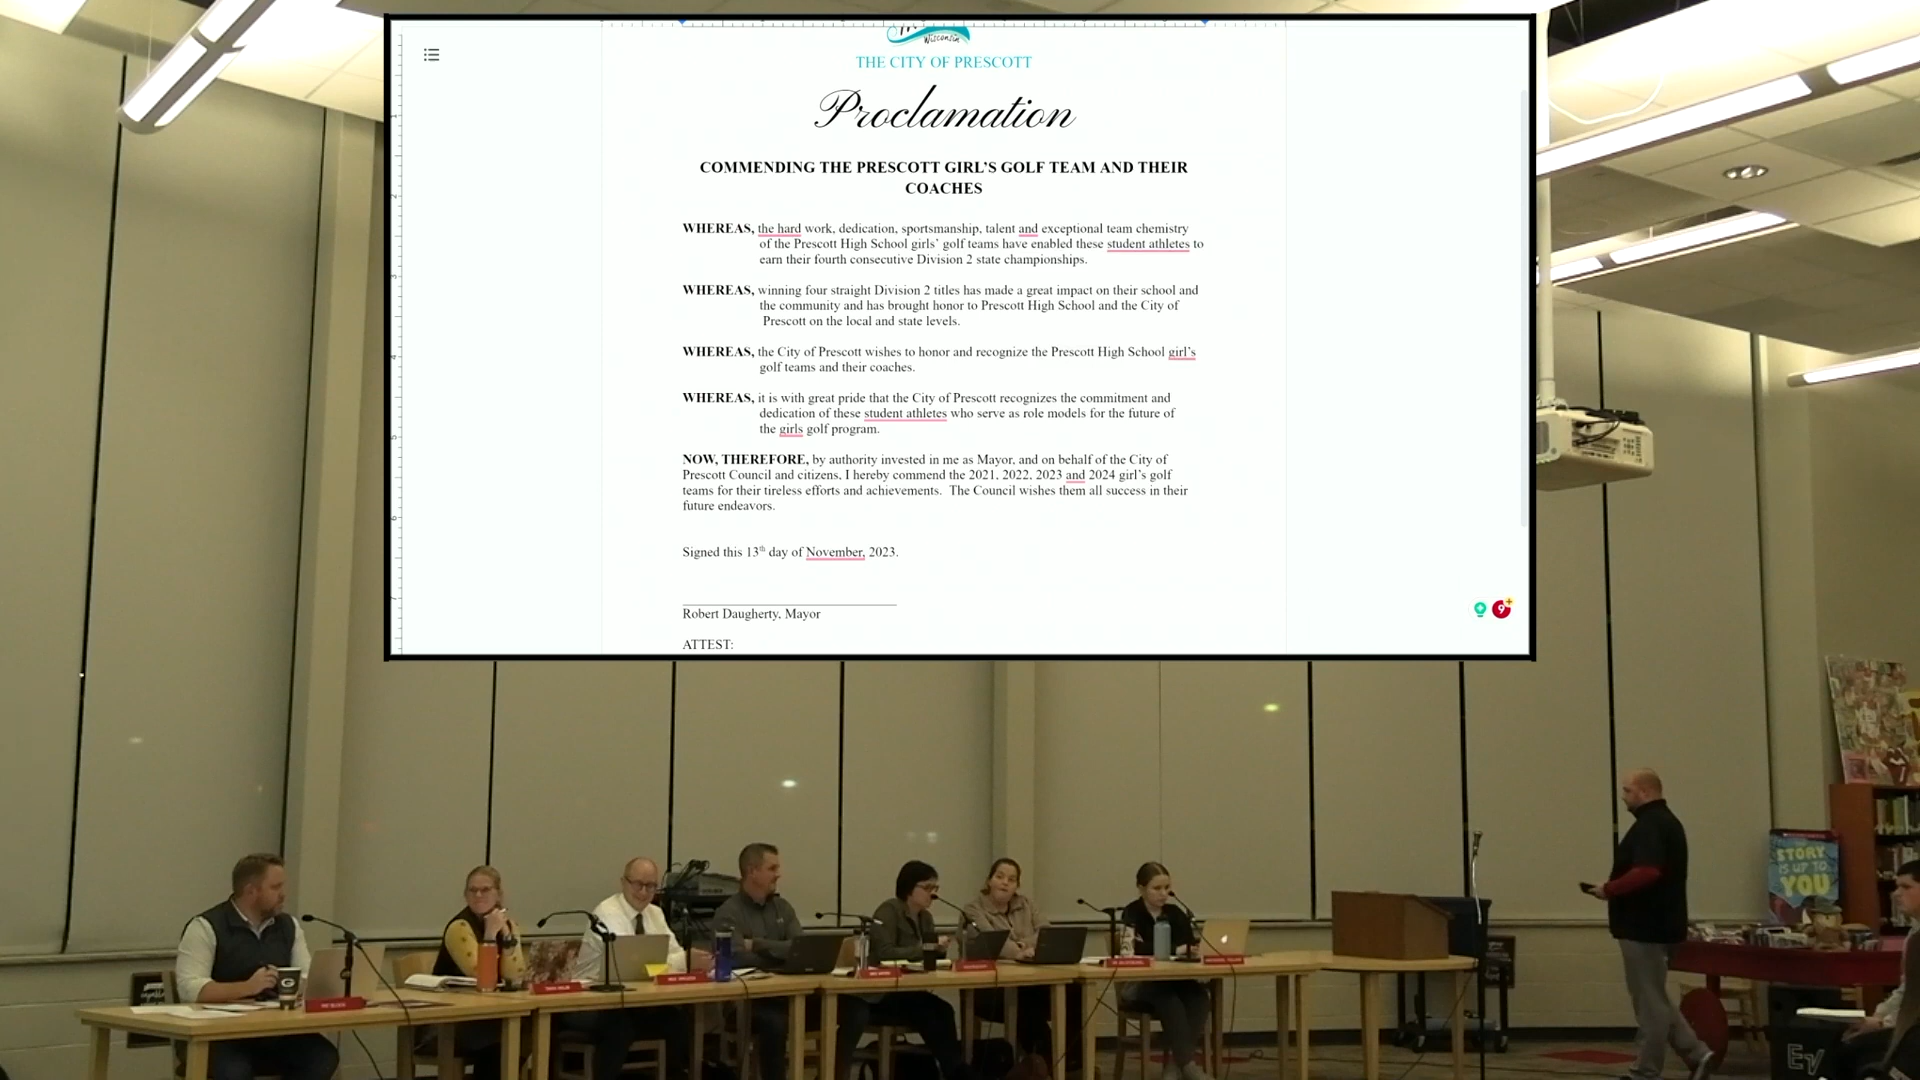 Wisconsin
THE CITY OF PRESCOTT
Proclamation
COMMENDING THE PRESCOTT GIRL'S GOLF TEAM AND THEIR
COACHES
WHEREAS, the hard work, dedication, sportsmanship, talent and exceptional team chemistry
of the Prescott High School girls' golf teams have enabled these student athletes to
earn their fourth consecutive Division 2 state championships.
WHEREAS, winning four straight Division 2 titles has made a great impact on their school and
the community and has brought honor to Prescott High School and the City of
Prescott on the local and state levels.
WHEREAS, the City of Prescott wishes to honor and recognize the Prescott High School girl's
golf teams and their coaches.
WHEREAS, it is with great pride that the City of Prescott recognizes the commitment and
dedication of these student athletes who serve as role models for the future of
the girls golf program.
NOW, THEREFORE, by authority invested in me as Mayor, and on behalf of the City of
Prescott Council and citizens, I hereby commend the 2021, 2022, 2023 and 2024 girl's golf
teams for their tireless efforts and achievements. The Council wishes them all success in their
future endeavors.
Signed this 13th day of November, 2023.
Robert Daugherty, Mayor
ATTEST:
9+
STORY
IS UP TO
YOU
G
EV